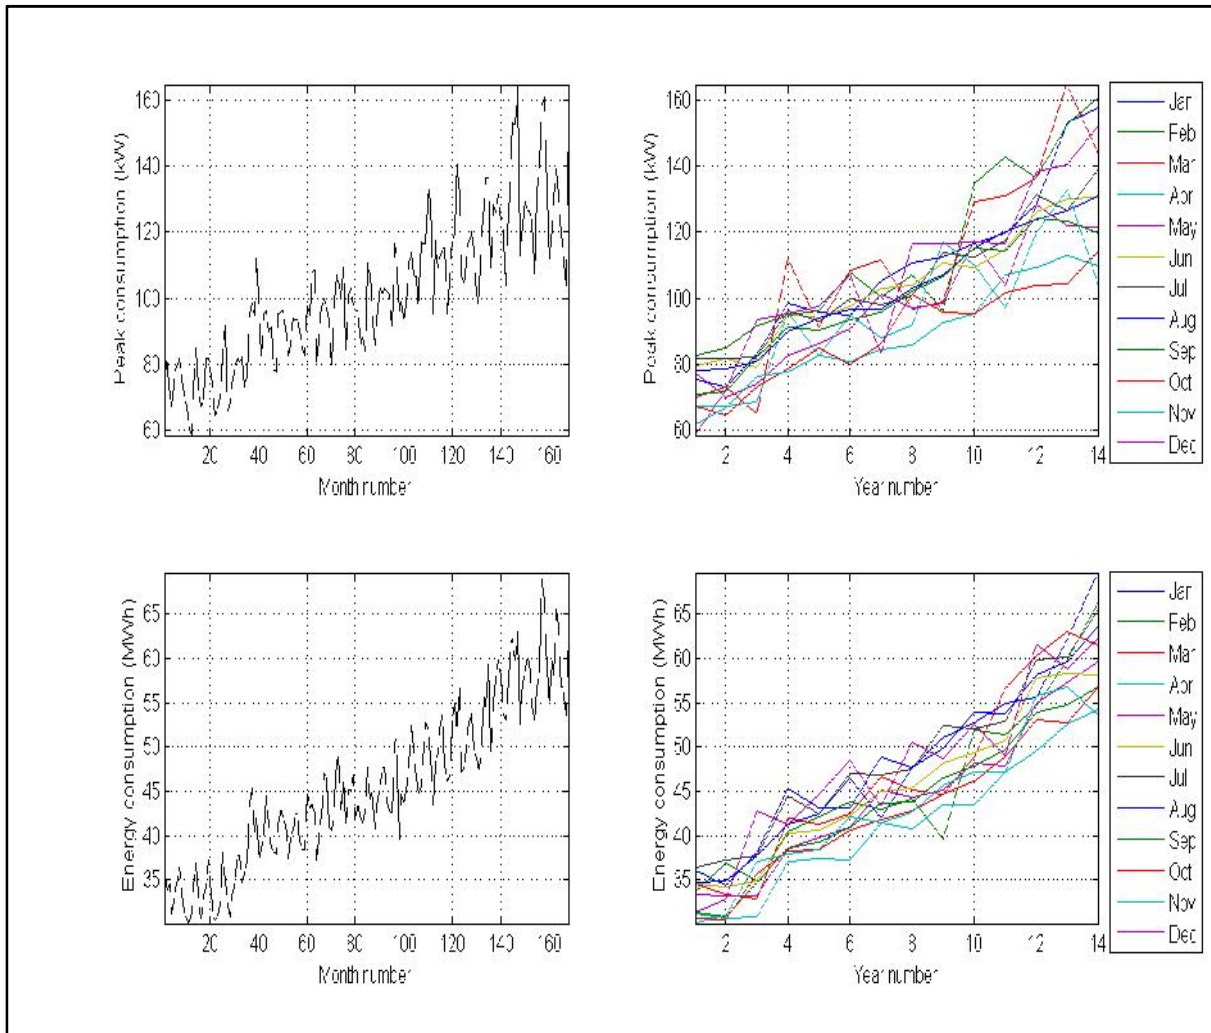 Peak consumption (kW)
160
140
120
100
80
60
20 40 60 80 100 120 140 160
Month number
Peak consumption (kW)
160
140
120
100
80
60
2 4 6 8 10 12 14
Year number
Jan
Feb
Mar
Apr
May
Jun
Jul
Aug
Sep
Oct
Nov
Dec
Energy consumption (MWh)
65
60
55
50
45
40
35
20 40 60 80 100 120 140 160
Month number
Energy consumption (MWh)
65
60
55
50
45
40
35
2 4 6 8 10 12 14
Year number
Jan
Feb
Mar
Apr
May
Jun
Jul
Aug
Sep
Oct
Nov
Dec